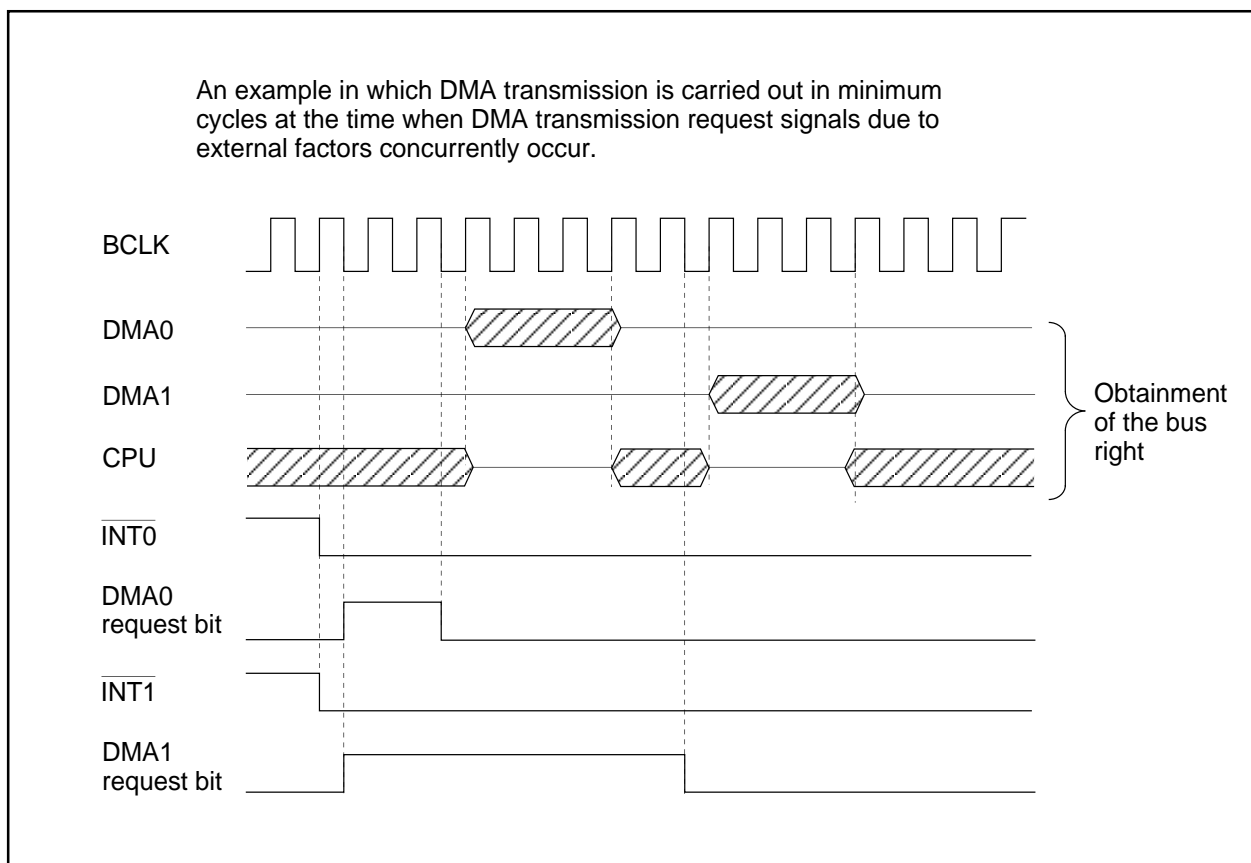 An example in which DMA transmission is carried out in minimum
cycles at the time when DMA transmission request signals due to
external factors concurrently occur.
BCLK
DMA0
DMA1
CPU
Obtainment
of the bus
right
INT0
DMA0
request bit
INT1
DMA1
request bit